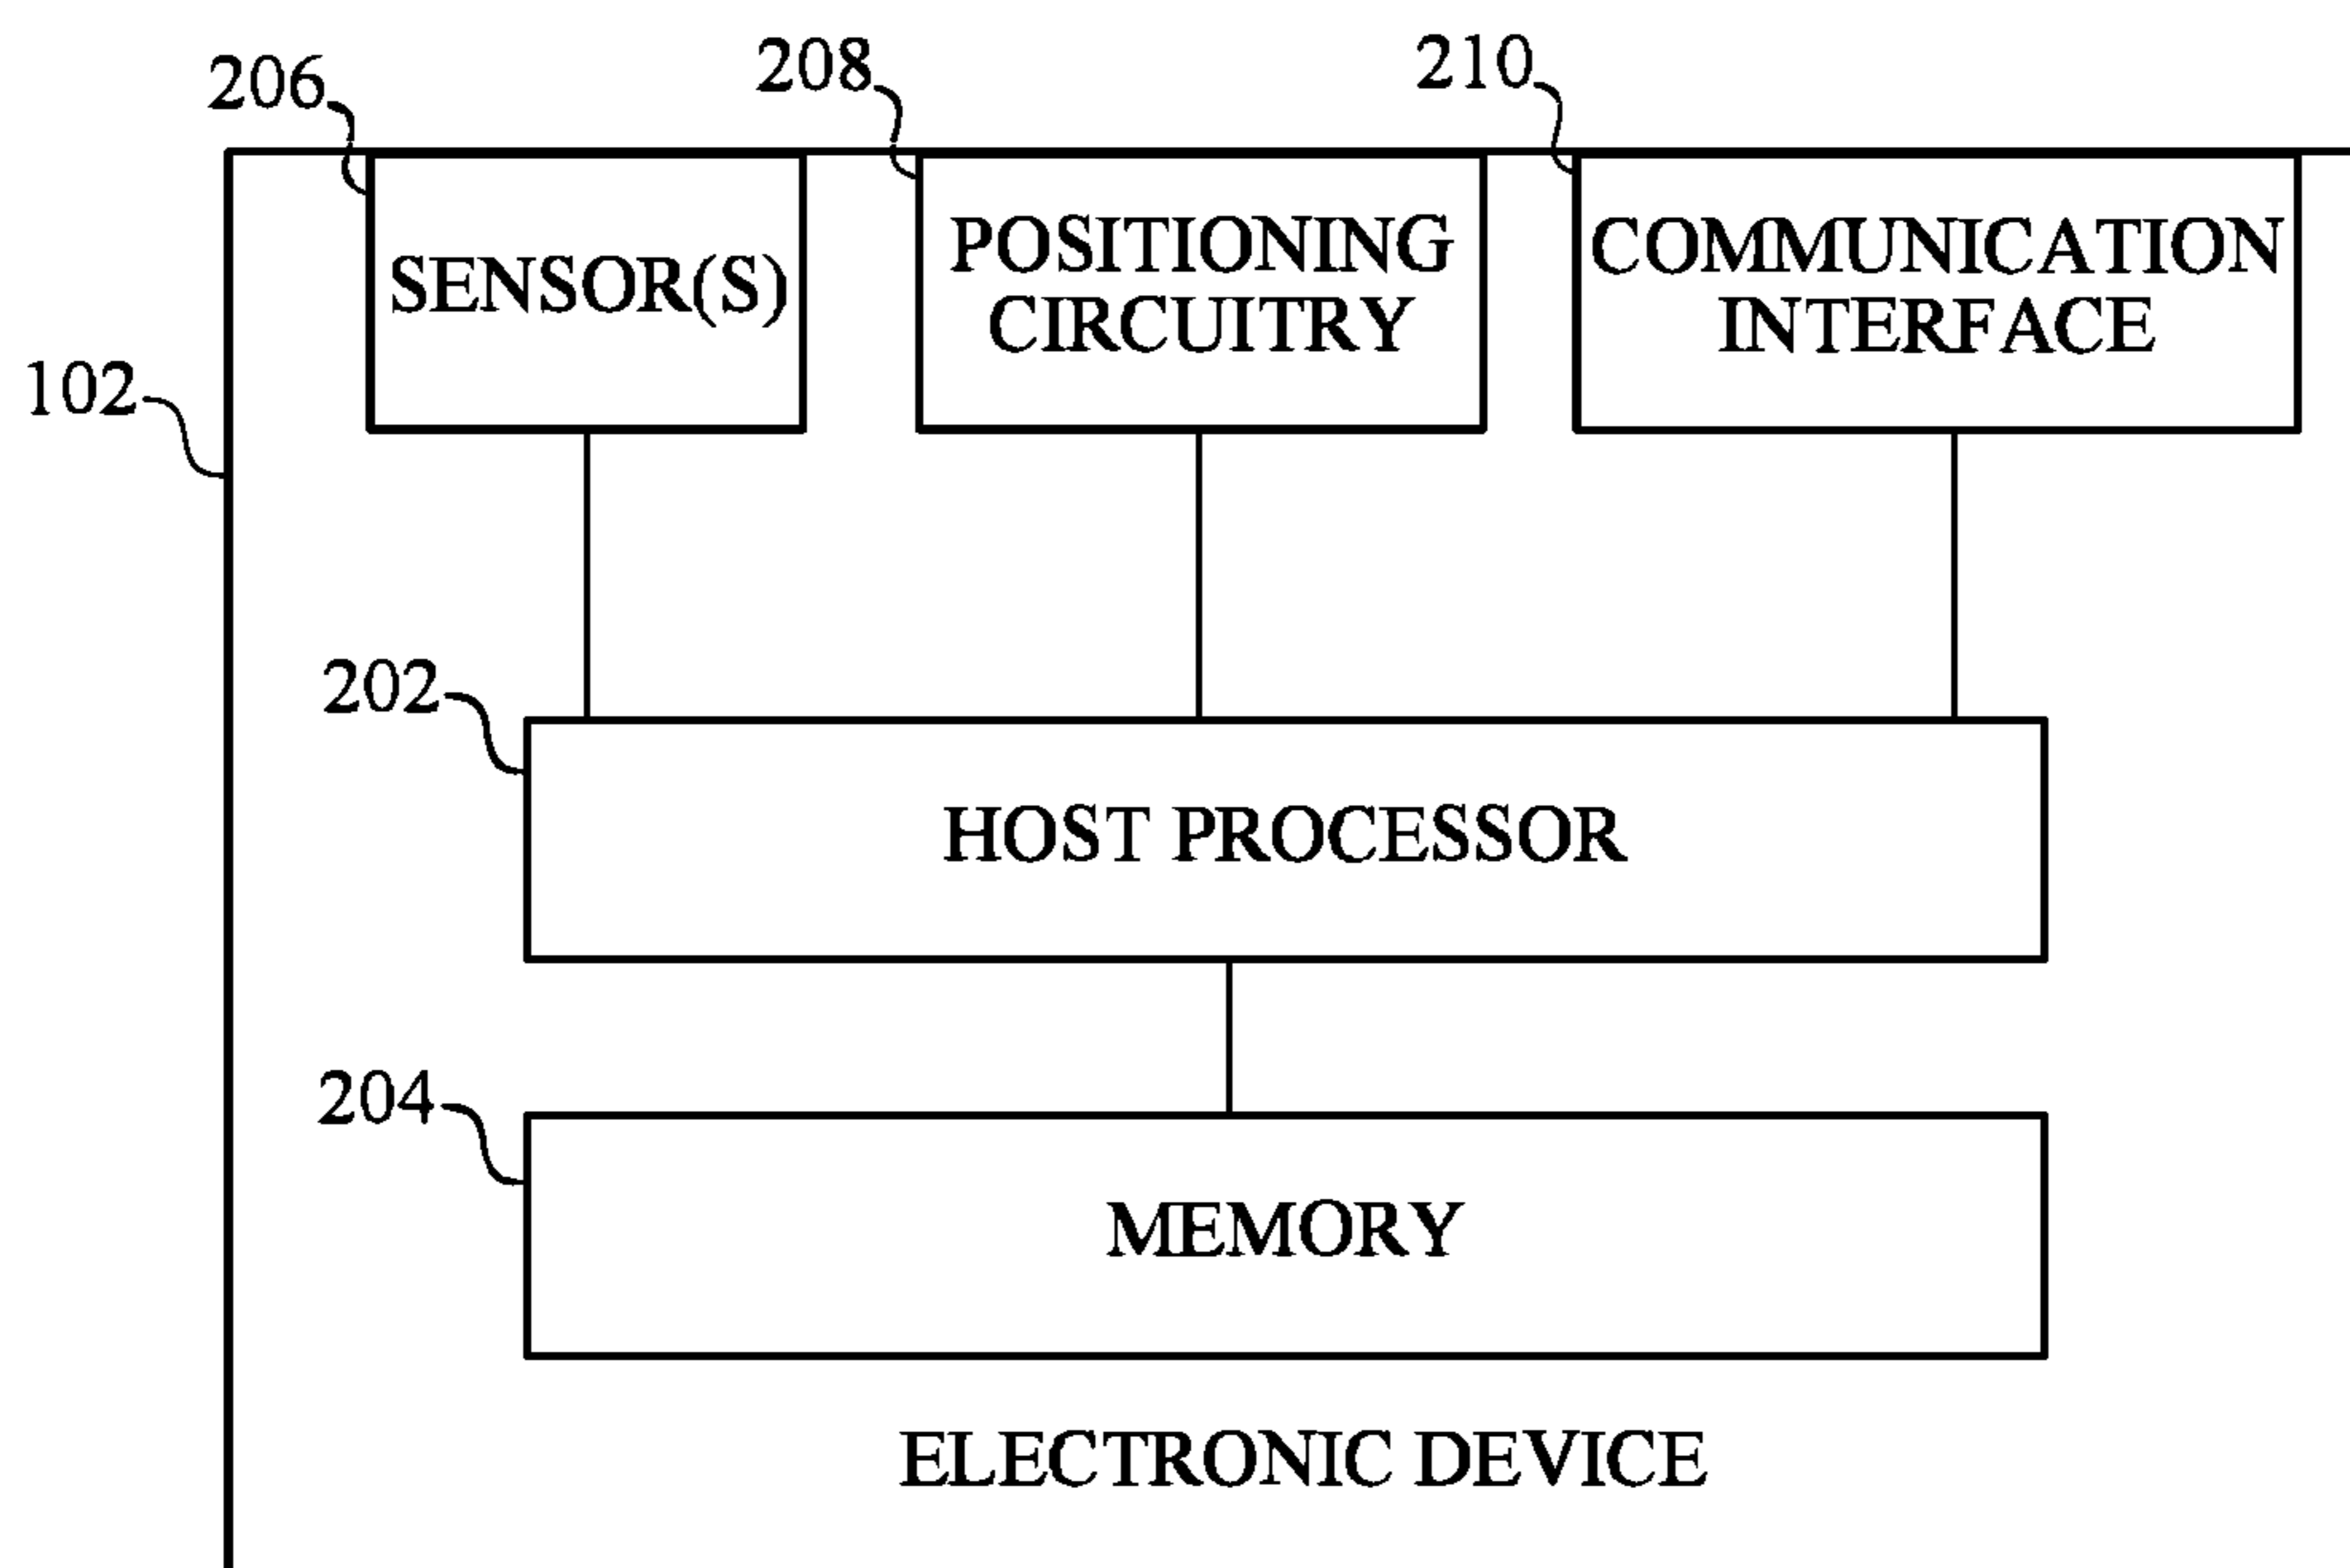 206
208
210
SENSOR(S)
POSITIONING
CIRCUITRY
COMMUNICATION
INTERFACE
102
202
HOST PROCESSOR
204
MEMORY
ELECTRONIC DEVICE